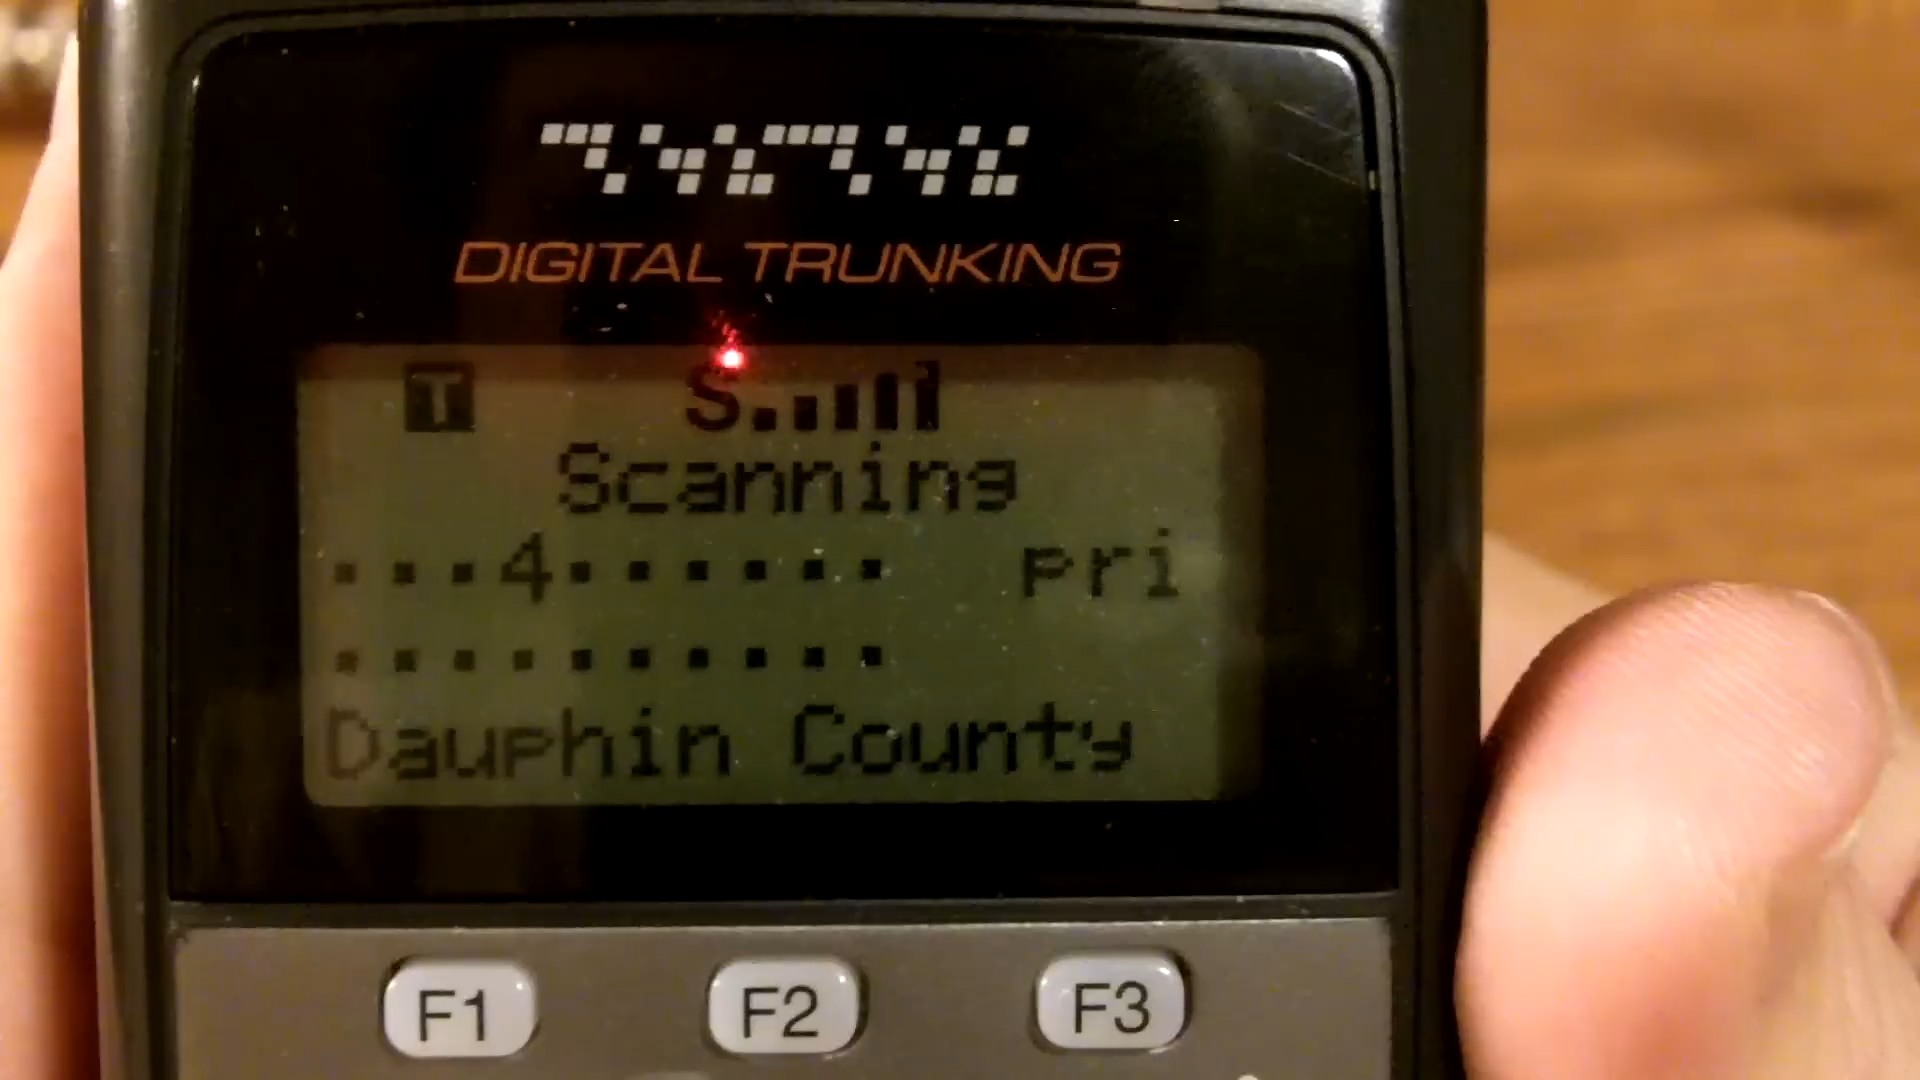 DIGITAL TRUNKING
T S
Scanning
...4...... pri
..........
Dauphin County
F1 F2 F3